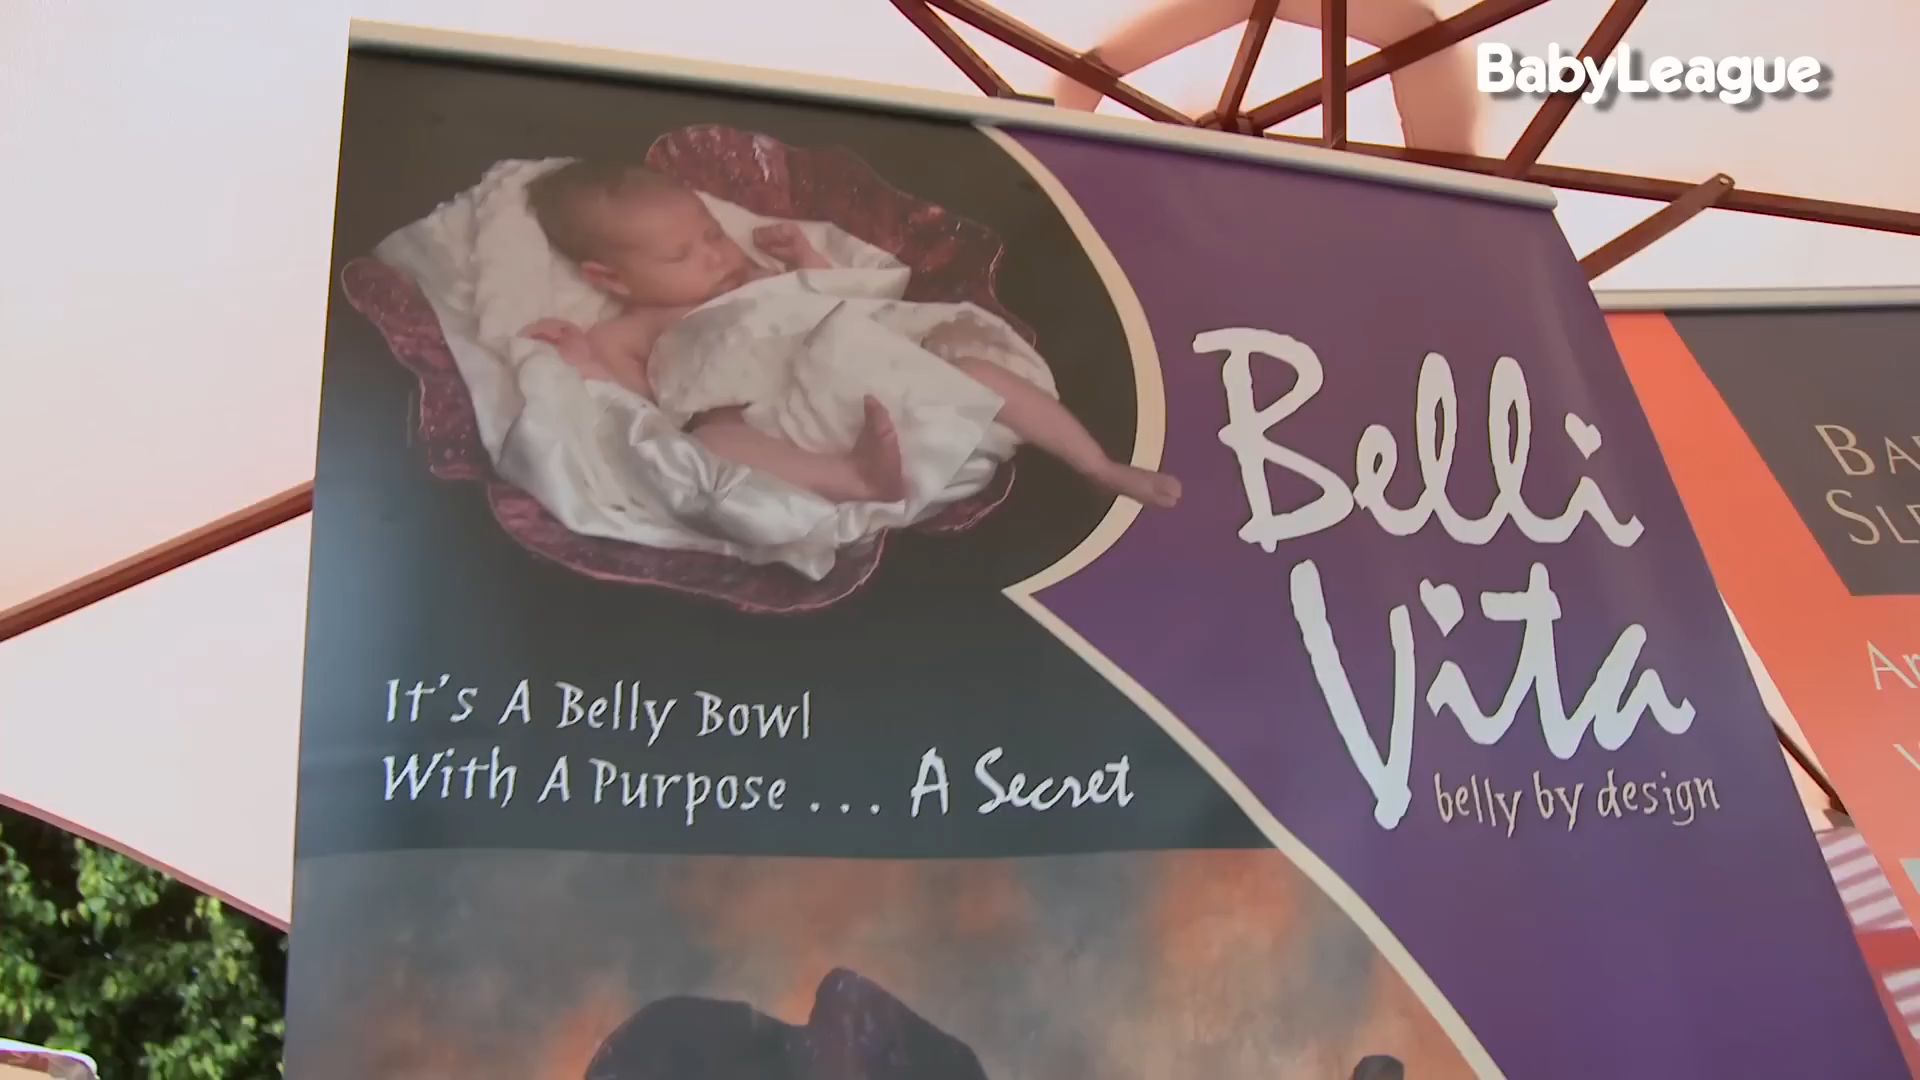 BabyLeague
Belli
Vita
belly by design
It's A Belly Bowl
With A Purpose... A Secret